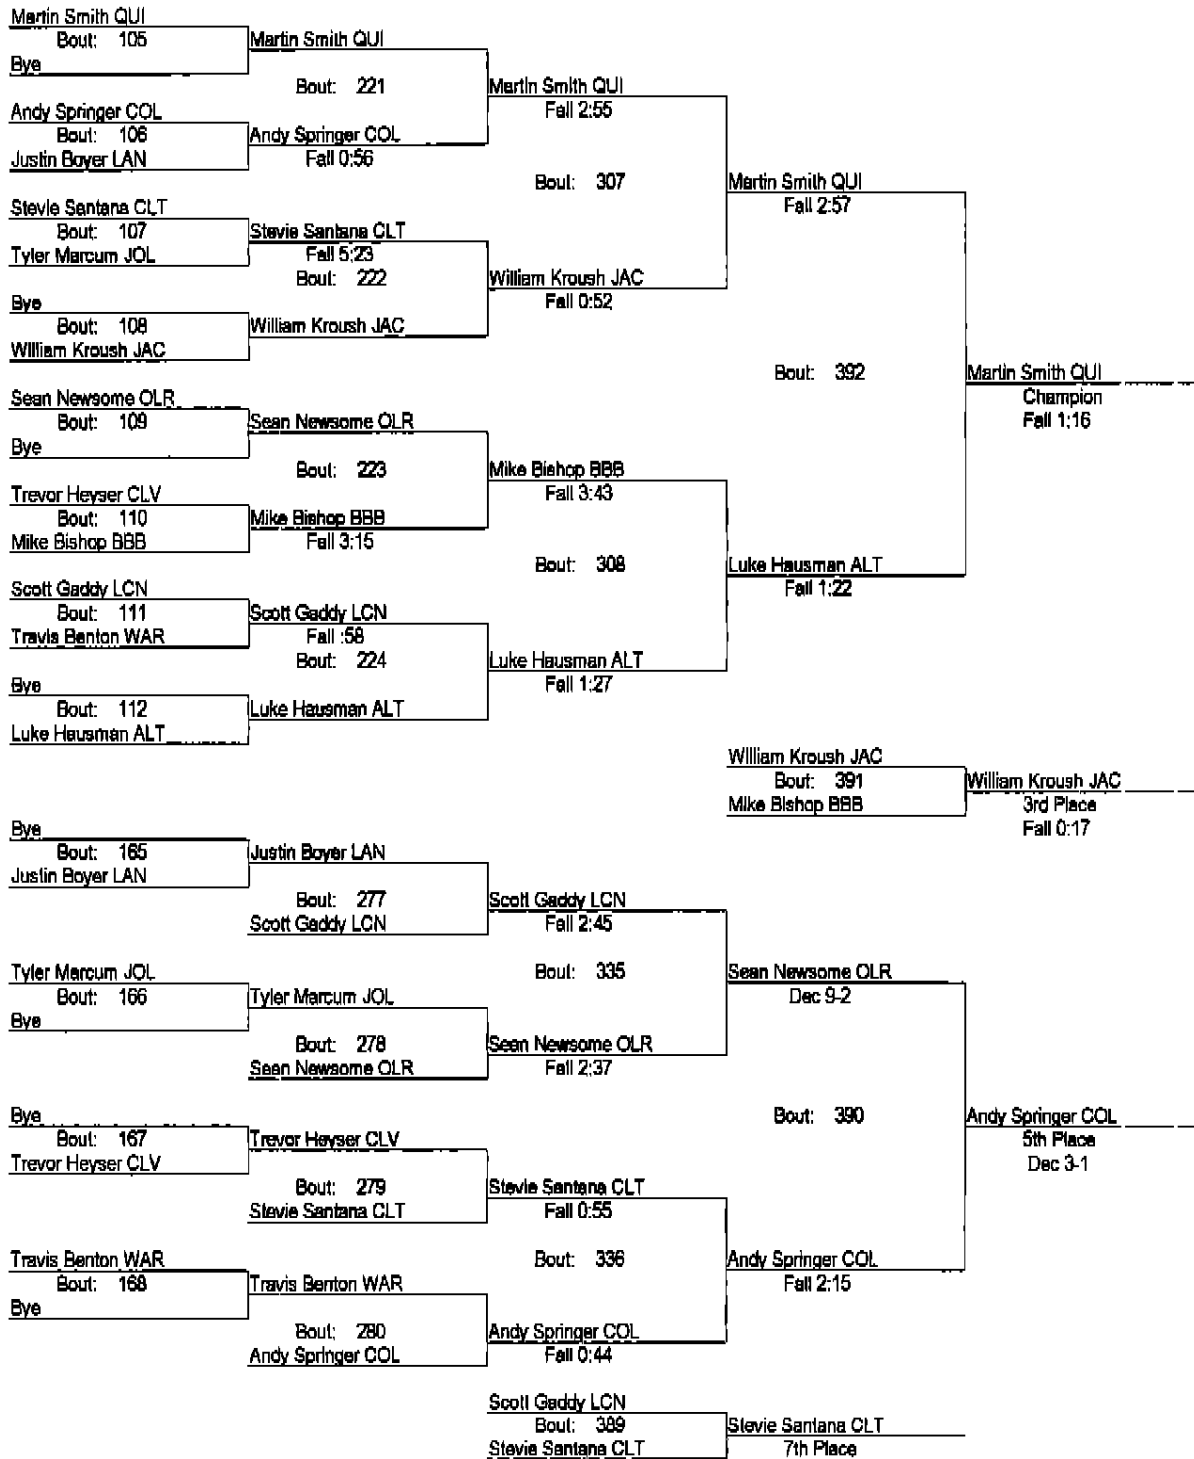 Martin Smith QUI
Bout: 105
Bye
Martin Smith QUI
Bout: 221
Martin Smith QUI
Fall 2:55
Andy Springer COL
Bout: 106
Justin Boyer LAN
Andy Springer COL
Fall 0:56
Bout: 307
Martin Smith QUI
Fall 2:57
Stevie Santana CLT
Bout: 107
Tyler Marcum JOL
Stevie Santana CLT
Fall 5:23
Bout: 222
William Kroush JAC
Fall 0:52
Bye
Bout: 108
William Kroush JAC
William Kroush JAC
Bout: 392
Martin Smith QUI
Champion
Fall 1:16
Sean Newsome OLR
Bout: 109
Bye
Sean Newsome OLR
Bout: 223
Mike Bishop BBB
Fall 3:43
Trevor Heyser CLV
Bout: 110
Mike Bishop BBB
Mike Bishop BBB
Fall 3:15
Bout: 308
Luke Hausman ALT
Fall 1:22
Scott Gaddy LCN
Bout: 111
Travis Benton WAR
Scott Gaddy LCN
Fall :58
Bout: 224
Luke Hausman ALT
Fall 1:27
Bye
Bout: 112
Luke Hausman ALT
Luke Hausman ALT
William Kroush JAC
Bout: 391
Mike Bishop BBB
William Kroush JAC
3rd Place
Fall 0:17
Bye
Bout: 165
Justin Boyer LAN
Justin Boyer LAN
Bout: 277
Scott Gaddy LCN
Scott Gaddy LCN
Fall 2:45
Bout: 335
Sean Newsome OLR
Dec 9-2
Tyler Marcum JOL
Bout: 166
Bye
Tyler Marcum JOL
Bout: 278
Sean Newsome OLR
Sean Newsome OLR
Fall 2:37
Bout: 390
Andy Springer COL
5th Place
Dec 3-1
Bye
Bout: 167
Trevor Heyser CLV
Trevor Heyser CLV
Bout: 279
Stevie Santana CLT
Stevie Santana CLT
Fall 0:55
Bout: 336
Andy Springer COL
Fall 2:15
Travis Benton WAR
Bout: 168
Bye
Travis Benton WAR
Bout: 280
Andy Springer COL
Andy Springer COL
Fall 0:44
Scott Gaddy LCN
Bout: 389
Stevie Santana CLT
Stevie Santana CLT
7th Place